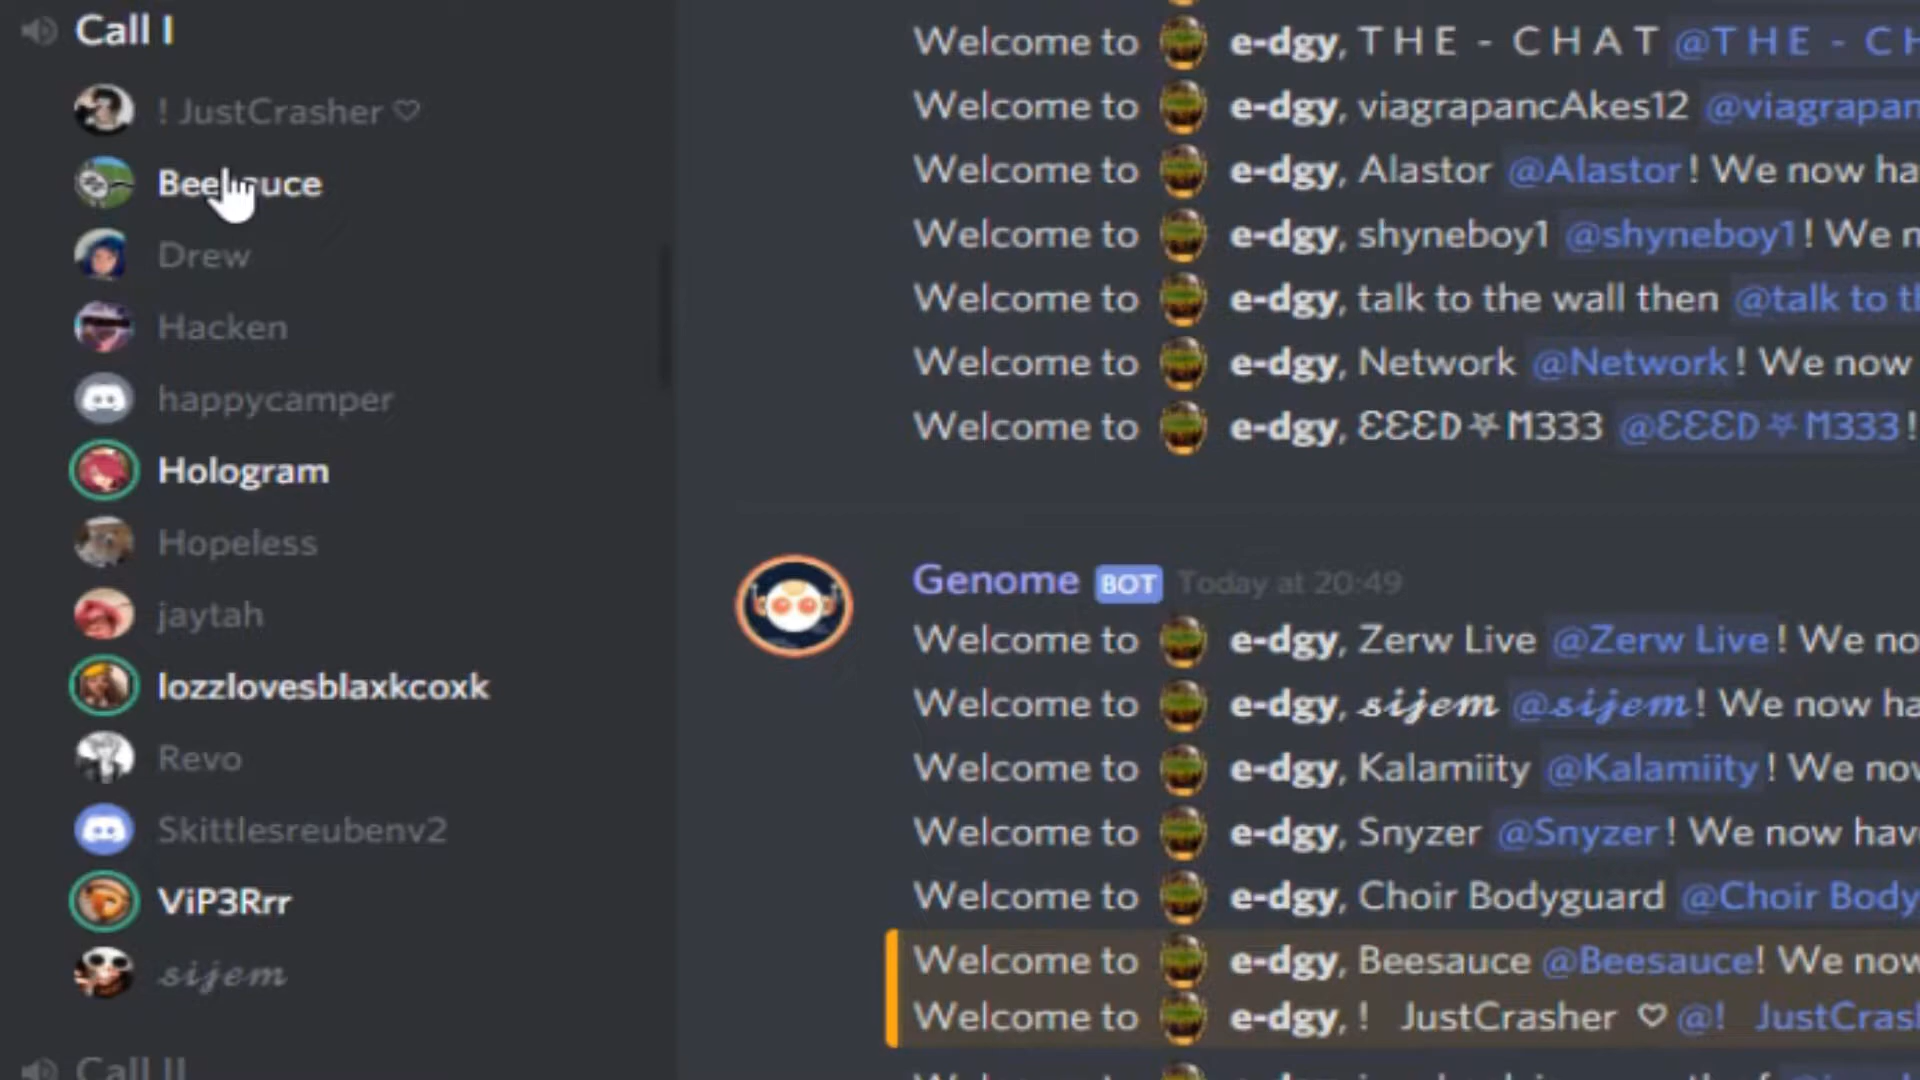 Call I
! JustCrasher ♡
Beesauce
Drew
Hacken
happycamper
Hologram
Hopeless
jaytah
lozzlovesblaxkcoxk
Revo
Skittlesreubenv2
ViP3Rrr
𝓼𝓲𝓳𝓮𝓶
Call II
Welcome to e-dgy, T H E - C H A T @T H E - C H
Welcome to e-dgy, viagrapancAkes12 @viagrapan
Welcome to e-dgy, Alastor @Alastor! We now ha
Welcome to e-dgy, shyneboy1 @shyneboy1! We n
Welcome to e-dgy, talk to the wall then @talk to th
Welcome to e-dgy, Network @Network! We now
Welcome to e-dgy, ƐƐƐD⛧M333 @ƐƐƐD⛧M333!
Genome BOT Today at 20:49
Welcome to e-dgy, Zerw Live @Zerw Live! We no
Welcome to e-dgy, 𝓼𝓲𝓳𝓮𝓶 @𝓼𝓲𝓳𝓮𝓶! We now ha
Welcome to e-dgy, Kalamiity @Kalamiity! We now
Welcome to e-dgy, Snyzer @Snyzer! We now have
Welcome to e-dgy, Choir Bodyguard @Choir Body
Welcome to e-dgy, Beesauce @Beesauce! We now
Welcome to e-dgy, ! JustCrasher ♡ @! JustCrash